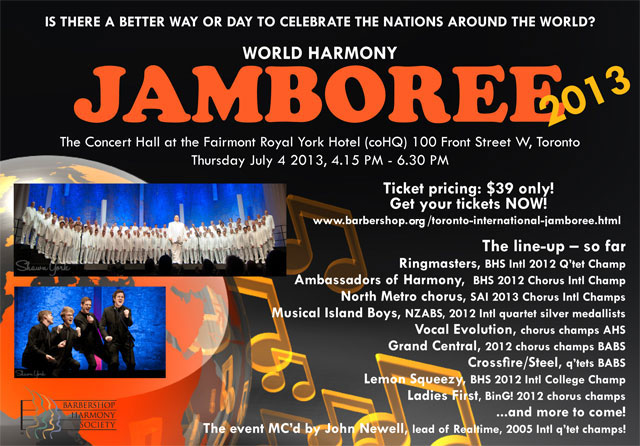 IS THERE A BETTER WAY OR DAY TO CELEBRATE THE NATIONS AROUND THE WORLD?
WORLD HARMONY
JAMBOREE
2013
The Concert Hall at the Fairmont Royal York Hotel (coHQ) 100 Front Street W, Toronto
Thursday July 4 2013, 4.15 PM - 6.30 PM
Ticket pricing: $39 only!
Get your tickets NOW!
www.barbershop.org/toronto-international-jamboree.html
Shawn York
The line-up – so far
Ringmasters, BHS Intl 2012 Q'tet Champ
Ambassadors of Harmony, BHS 2012 Chorus Intl Champ
North Metro chorus, SAI 2013 Chorus Intl Champs
Musical Island Boys, NZABS, 2012 Intl quartet silver medallists
Vocal Evolution, chorus champs AHS
Grand Central, 2012 chorus champs BABS
Crossfire/Steel, q'tets BABS
Lemon Squeezy, BHS 2012 Intl College Champ
Shawn York
Ladies First, BinG! 2012 chorus champs
...and more to come!
BARBERSHOP
HARMONY
SOCIETY
The event MC'd by John Newell, lead of Realtime, 2005 Intl q'tet champs!